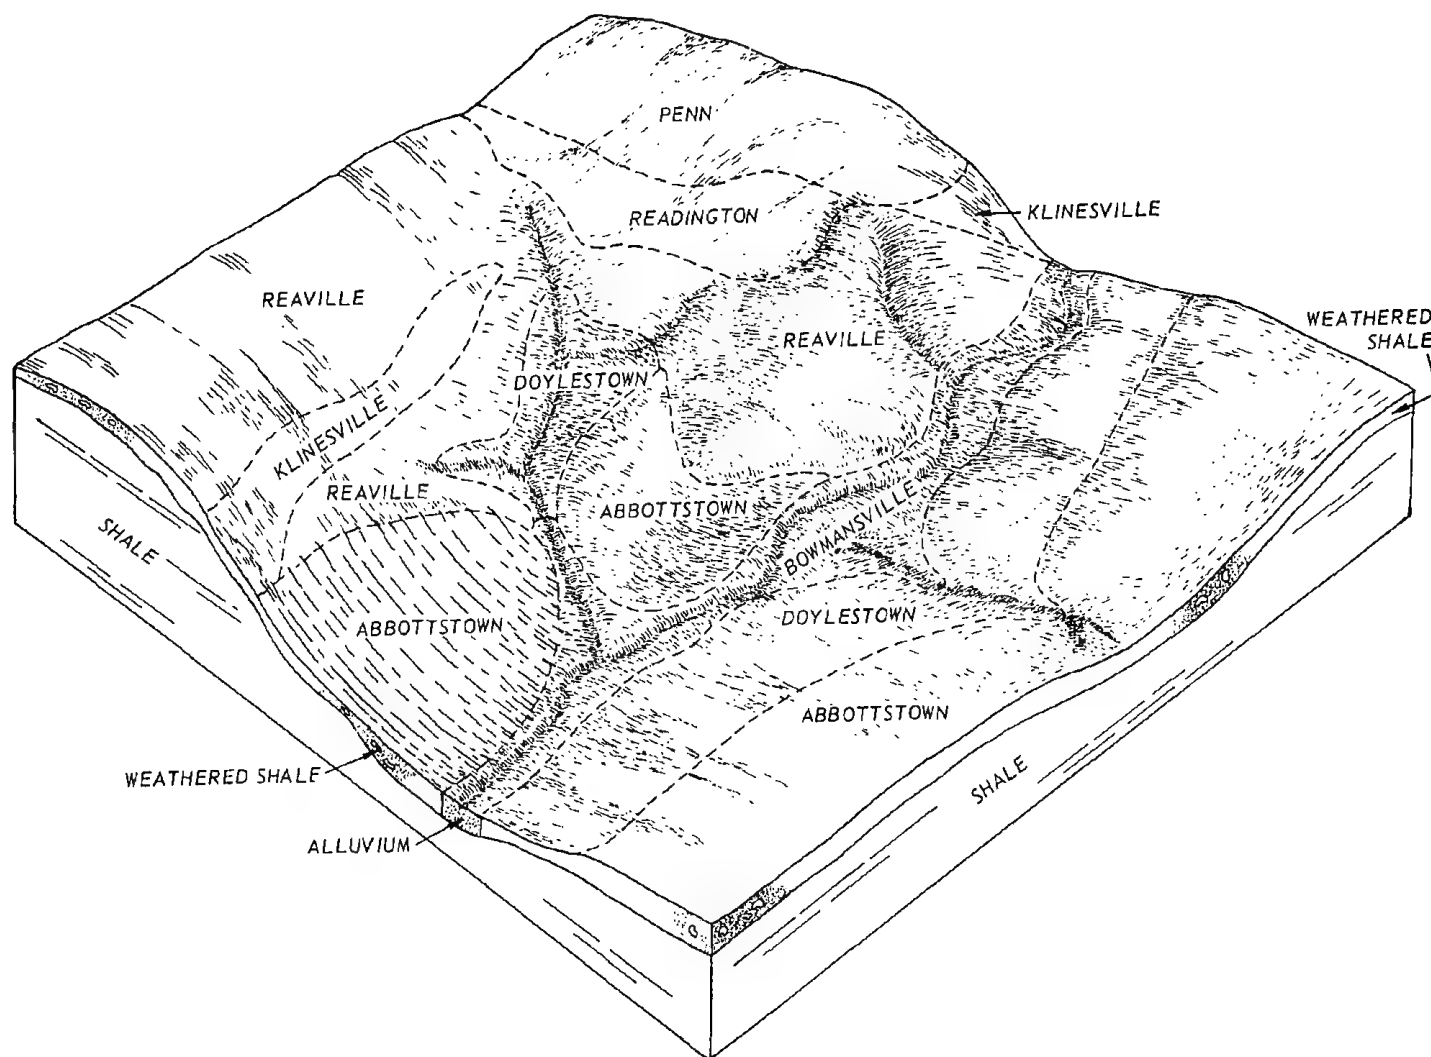 PENN
READINGTON
KLINESVILLE
REAVILLE
WEATHERED
SHALE
REAVILLE
DOYLESTOWN
KLINESVILLE
REAVILLE
ABBOTTSTOWN
BOWMANSVILLE
SHALE
ABBOTTSTOWN
DOYLESTOWN
ABBOTTSTOWN
WEATHERED SHALE
SHALE
ALLUVIUM